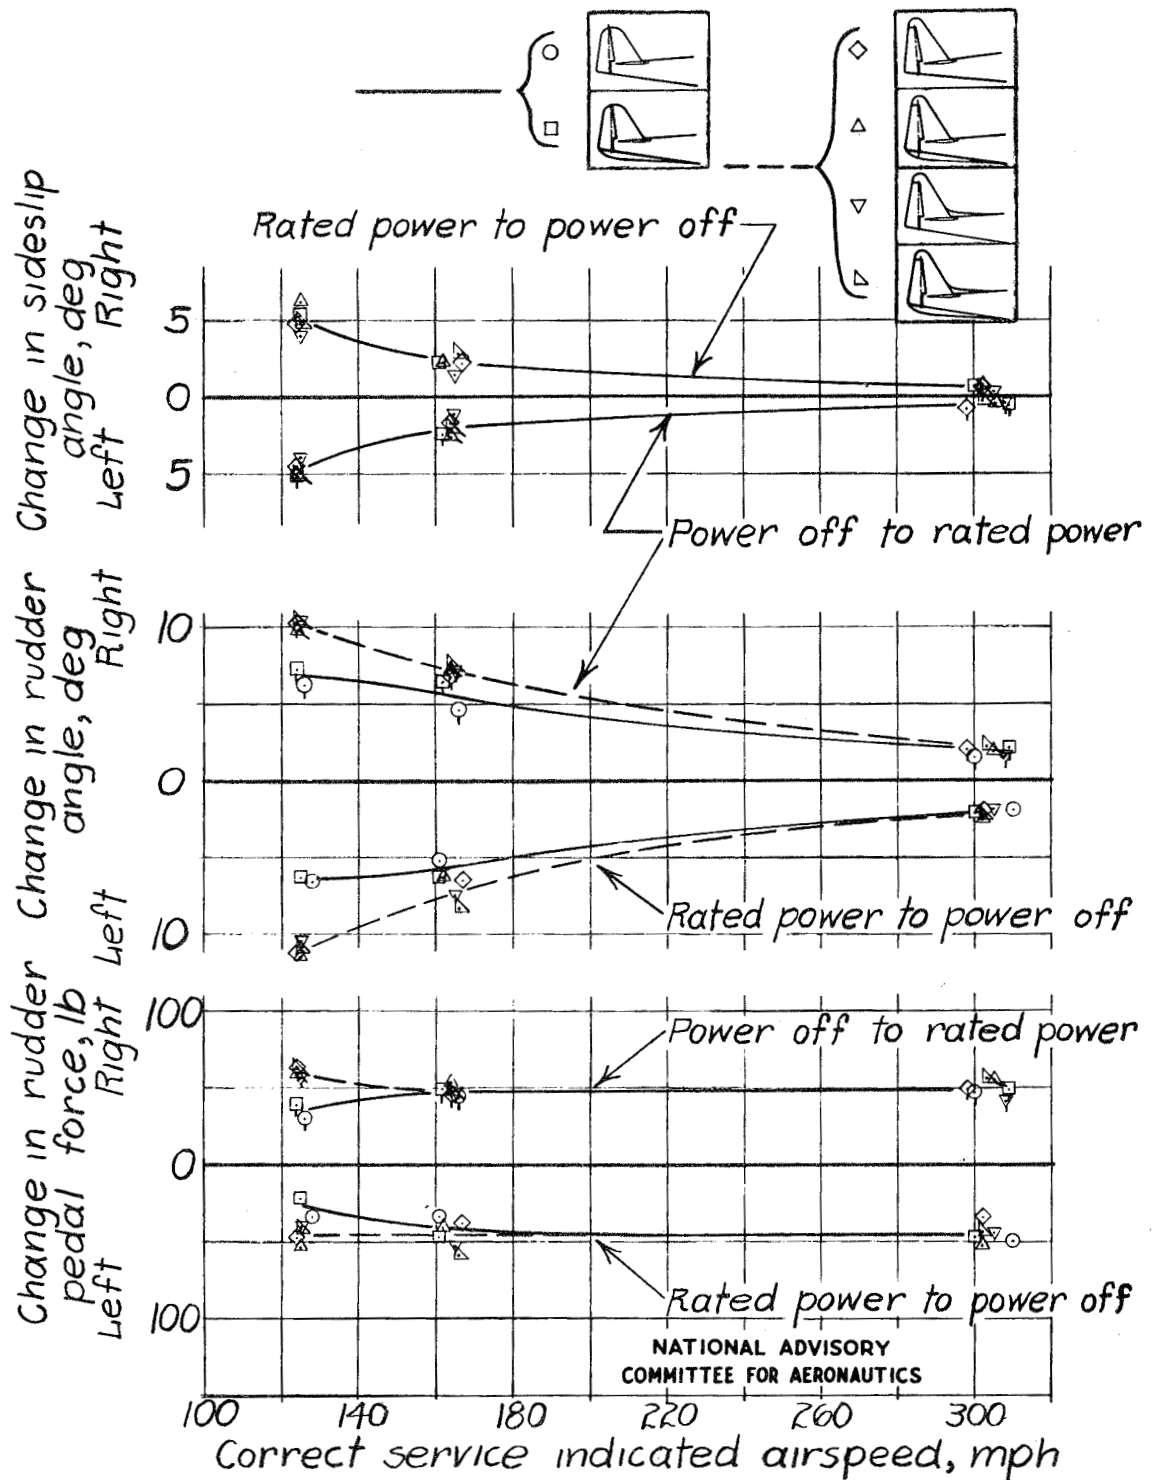 Rated power to power off
Change in sideslip
angle, deg
Left Right
5
0
5
Power off to rated power
Change in rudder
angle, deg
Left Right
10
0
10
Rated power to power off
Change in rudder
pedal force, lb
Left Right
100
0
100
Power off to rated power
Rated power to power off
NATIONAL ADVISORY
COMMITTEE FOR AERONAUTICS
100 140 180 220 260 300
Correct service indicated airspeed, mph